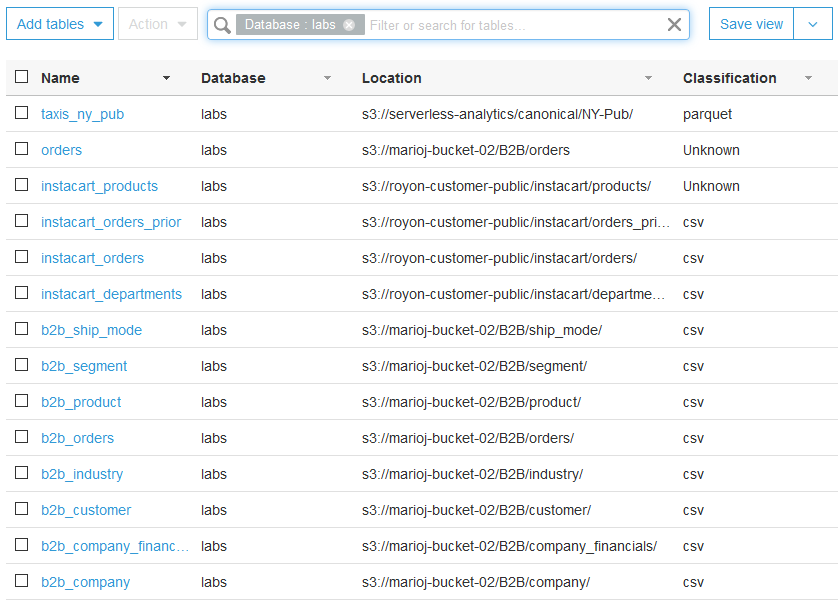 Add tables Action Database : labs Filter or search for tables... Save view
Name Database Location Classification
taxis_ny_pub labs s3://serverless-analytics/canonical/NY-Pub/ parquet
orders labs s3://marioj-bucket-02/B2B/orders Unknown
instacart_products labs s3://royon-customer-public/instacart/products/ Unknown
instacart_orders_prior labs s3://royon-customer-public/instacart/orders_pri... csv
instacart_orders labs s3://royon-customer-public/instacart/orders/ csv
instacart_departments labs s3://royon-customer-public/instacart/departme... csv
b2b_ship_mode labs s3://marioj-bucket-02/B2B/ship_mode/ csv
b2b_segment labs s3://marioj-bucket-02/B2B/segment/ csv
b2b_product labs s3://marioj-bucket-02/B2B/product/ csv
b2b_orders labs s3://marioj-bucket-02/B2B/orders/ csv
b2b_industry labs s3://marioj-bucket-02/B2B/industry/ csv
b2b_customer labs s3://marioj-bucket-02/B2B/customer/ csv
b2b_company_financ... labs s3://marioj-bucket-02/B2B/company_financials/ csv
b2b_company labs s3://marioj-bucket-02/B2B/company/ csv